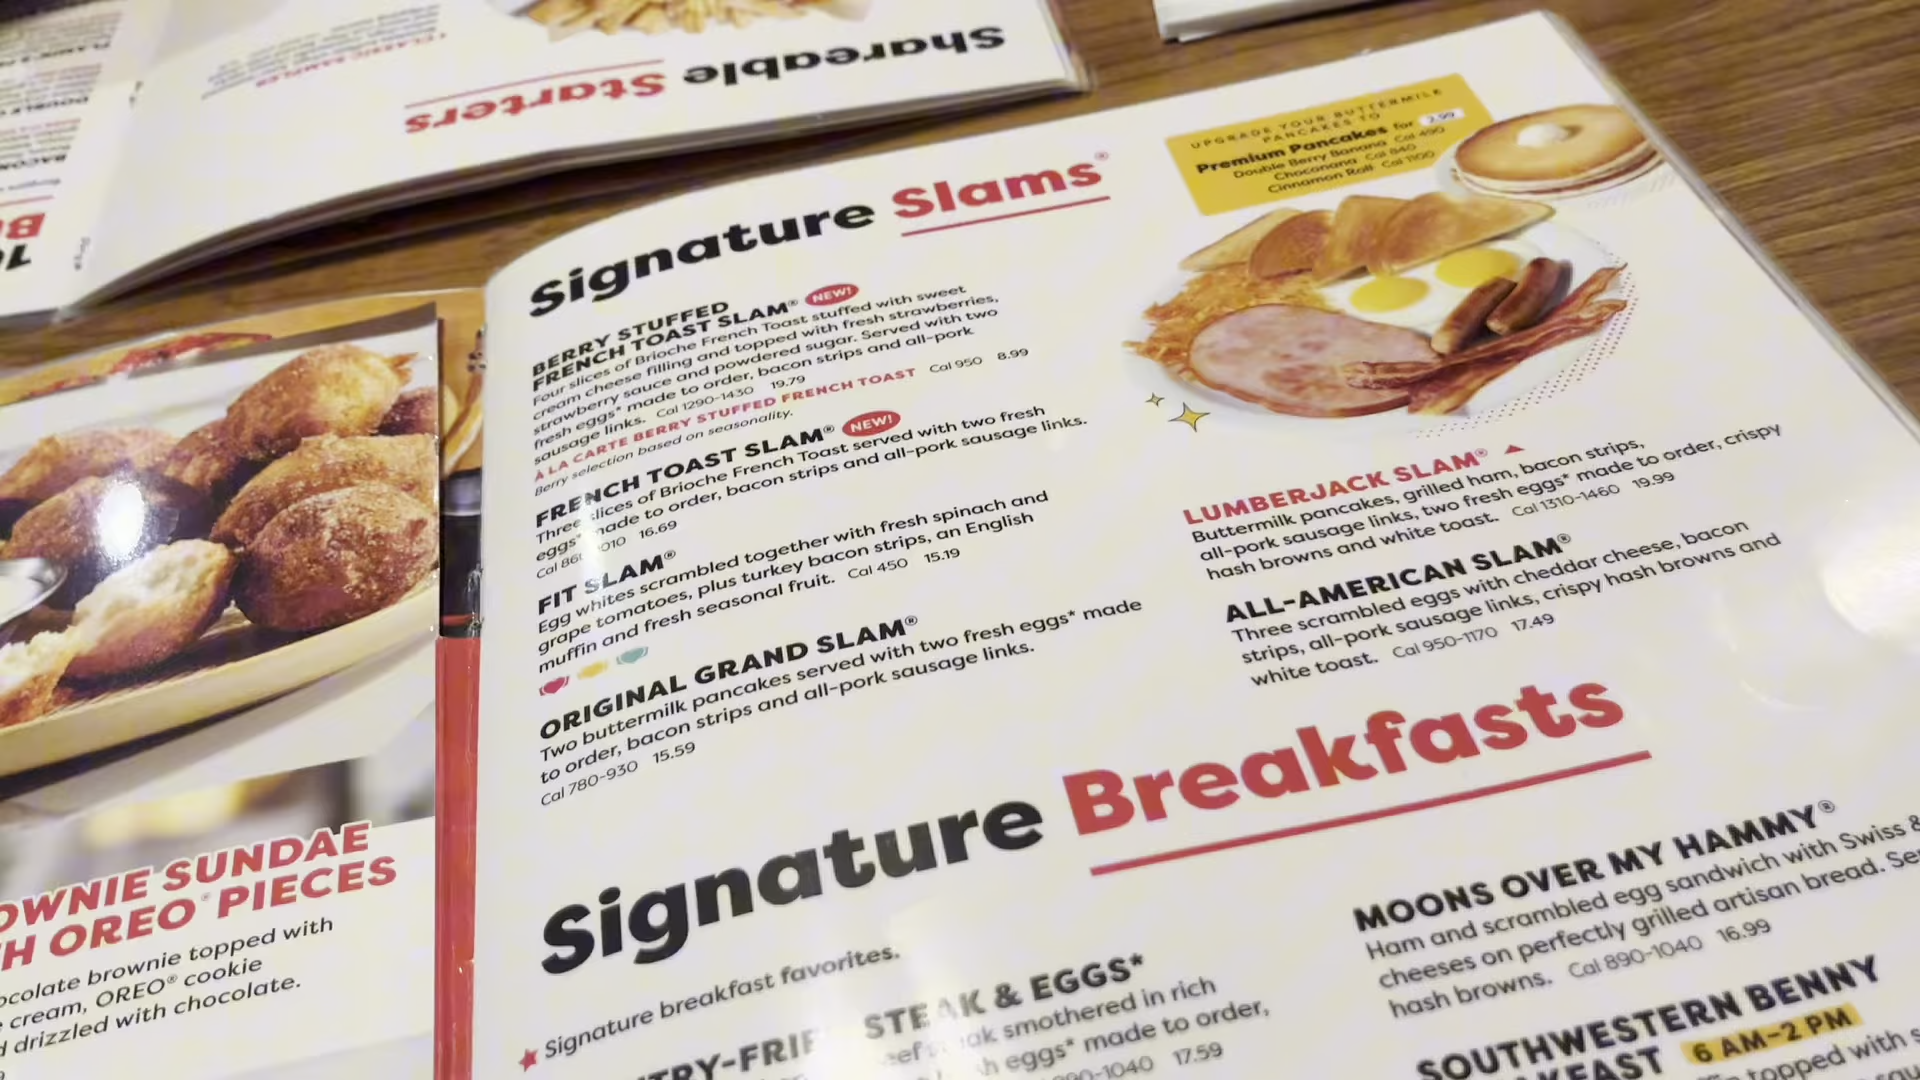 Shareable Starters
CLASSIC SAMPLER
Signature Slams®
BERRY STUFFED
FRENCH TOAST SLAM® NEW!
Four slices of Brioche French Toast stuffed with sweet
cream cheese filling and topped with fresh strawberries,
strawberry sauce and powdered sugar. Served with two
fresh eggs* made to order, bacon strips and all-pork
sausage links. Cal 1290-1430 19.79
À LA CARTE BERRY STUFFED FRENCH TOAST Cal 950 8.99
Berry selection based on seasonality.
FRENCH TOAST SLAM® NEW!
Three slices of Brioche French Toast served with two fresh
eggs* made to order, bacon strips and all-pork sausage links.
Cal 1010 16.69
FIT SLAM®
Egg whites scrambled together with fresh spinach and
grape tomatoes, plus turkey bacon strips, an English
muffin and fresh seasonal fruit. Cal 450 15.19
ORIGINAL GRAND SLAM®
Two buttermilk pancakes served with two fresh eggs* made
to order, bacon strips and all-pork sausage links.
Cal 780-930 15.59
UPGRADE YOUR BUTTERMILK
PANCAKES TO
Premium Pancakes for 2.99
Double Berry Banana Cal 490
Choconana Cal 840
Cinnamon Roll Cal 1100
LUMBERJACK SLAM®
Buttermilk pancakes, grilled ham, bacon strips,
all-pork sausage links, two fresh eggs* made to order, crispy
hash browns and white toast. Cal 1310-1460 19.99
ALL-AMERICAN SLAM®
Three scrambled eggs with cheddar cheese, bacon
strips, all-pork sausage links, crispy hash browns and
white toast. Cal 950-1170 17.49
Signature Breakfasts
Signature breakfast favorites.
STEAK & EGGS*
smothered in rich
eggs* made to order,
17.59
MOONS OVER MY HAMMY®
Ham and scrambled egg sandwich with Swiss &
cheeses on perfectly grilled artisan bread.
hash browns. Cal 890-1040 16.99
SOUTHWESTERN BENNY
6 AM-2 PM
topped with
OWNIE SUNDAE
H OREO® PIECES
ocolate brownie topped with
cream, OREO® cookie
drizzled with chocolate.